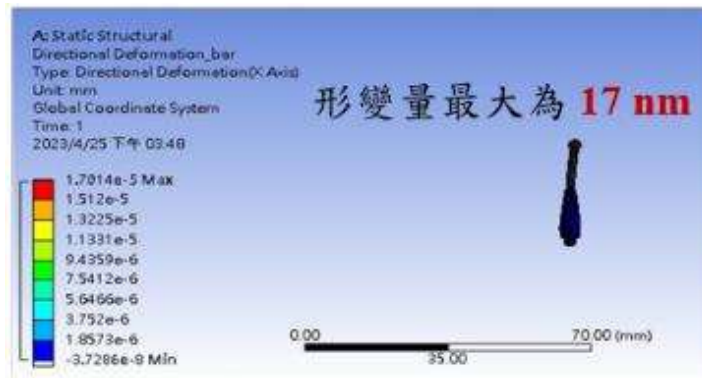 A: Static Structural
Directional Deformation_bar
Type: Directional Deformation(X Axis)
Unit: mm
Global Coordinate System
Time: 1
2023/4/25 下午 03:48
形變量最大為 17 nm
1.7014e-5 Max
1.512e-5
1.3225e-5
1.1331e-5
9.4359e-6
7.5412e-6
5.6466e-6
3.752e-6
1.8573e-6
-3.7286e-8 Min
0.00
70.00 (mm)
35.00